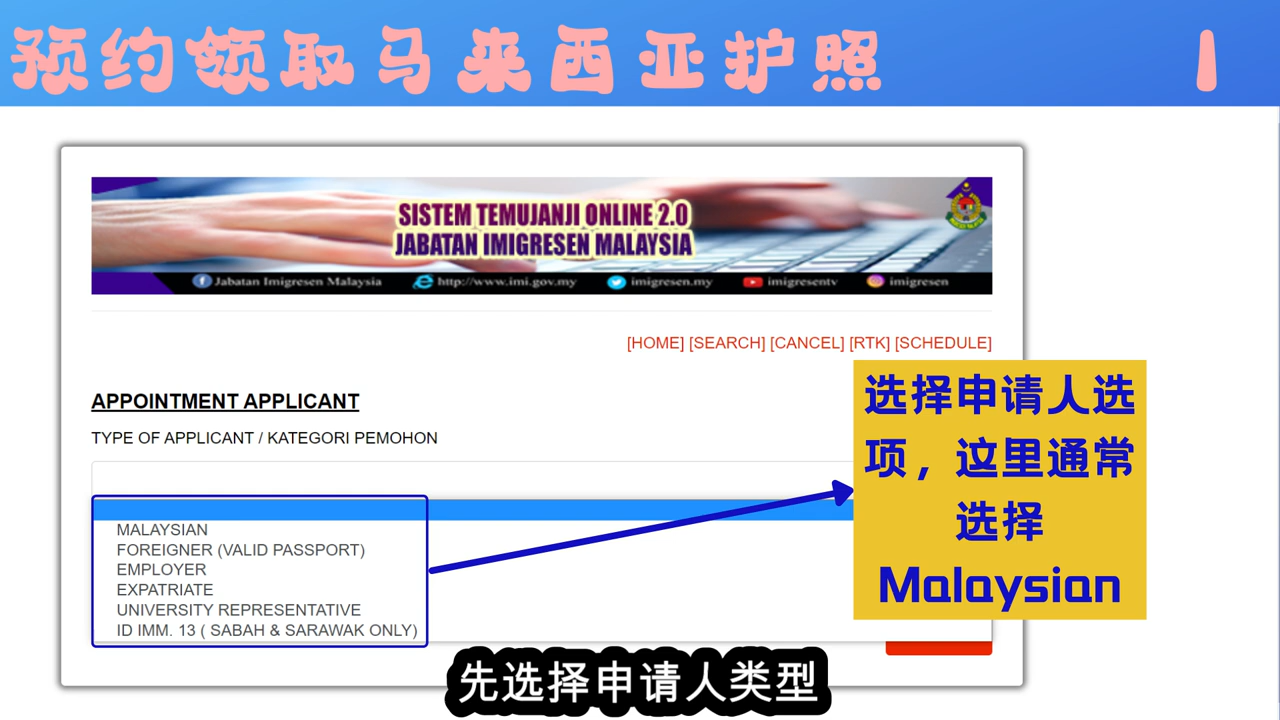 预约领取马来西亚护照
1
SISTEM TEMUJANJI ONLINE 2.0
JABATAN IMIGRESEN MALAYSIA
Jabatan Imigresen Malaysia http://www.imi.gov.my imigresen.my imigresentv imigresen
[HOME] [SEARCH] [CANCEL] [RTK] [SCHEDULE]
APPOINTMENT APPLICANT
TYPE OF APPLICANT / KATEGORI PEMOHON
MALAYSIAN
FOREIGNER (VALID PASSPORT)
EMPLOYER
EXPATRIATE
UNIVERSITY REPRESENTATIVE
ID IMM. 13 ( SABAH & SARAWAK ONLY)
选择申请人选
项，这里通常
选择
Malaysian
先选择申请人类型